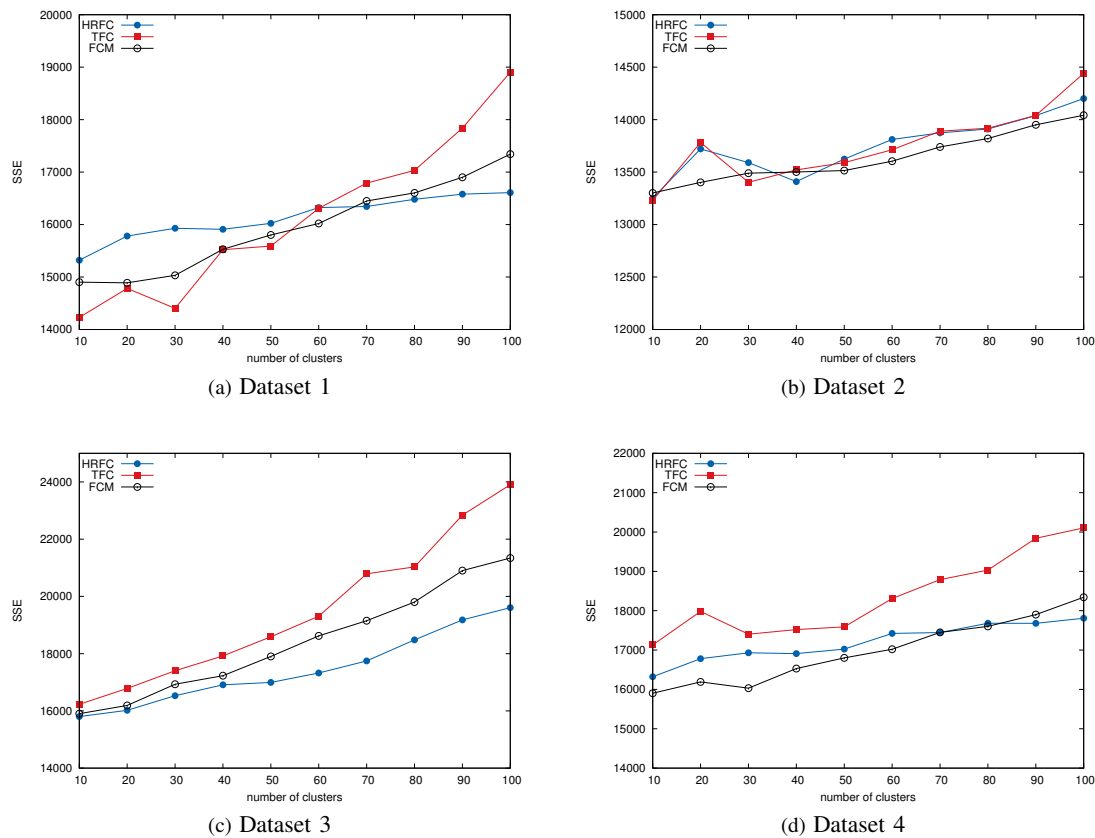 20000
19000
18000
17000
16000
15000
14000
SSE
HRFC
TFC
FCM
10 20 30 40 50 60 70 80 90 100
number of clusters
(a) Dataset 1
15000
14500
14000
13500
13000
12500
12000
SSE
HRFC
TFC
FCM
10 20 30 40 50 60 70 80 90 100
number of clusters
(b) Dataset 2
24000
22000
20000
18000
16000
14000
SSE
HRFC
TFC
FCM
10 20 30 40 50 60 70 80 90 100
number of clusters
(c) Dataset 3
22000
21000
20000
19000
18000
17000
16000
15000
14000
SSE
HRFC
TFC
FCM
10 20 30 40 50 60 70 80 90 100
number of clusters
(d) Dataset 4